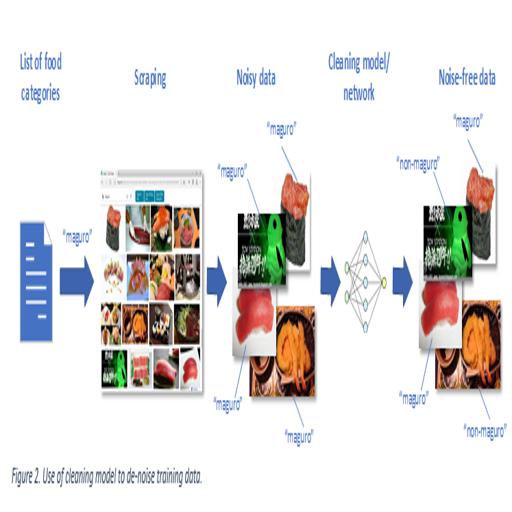 List of food
categories
Scraping
Noisy data
Cleaning model/
network
Noise-free data
"maguro"
"maguro"
"maguro"
"maguro"
"maguro"
"maguro"
"non-maguro"
"maguro"
"non-maguro"
Figure 2. Use of cleaning model to de-noise training data.